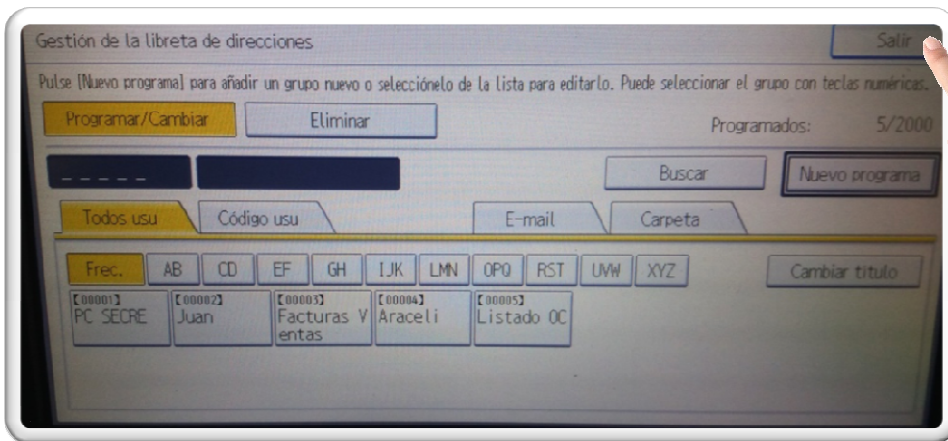 Gestión de la libreta de direcciones
Salir
Pulse [Nuevo programa] para añadir un grupo nuevo o selecciónelo de la lista para editarlo. Puede seleccionar el grupo con teclas numéricas.
Programar/Cambiar
Eliminar
Programados: 5/2000
_ _ _ _ _
Buscar
Nuevo programa
Todos usu
Código usu
E-mail
Carpeta
Frec.
AB
CD
EF
GH
IJK
LMN
OPQ
RST
UVW
XYZ
Cambiar título
[00001]
PC SECRE
[00002]
Juan
[00003]
Facturas V
entas
[00004]
Araceli
[00005]
Listado OC